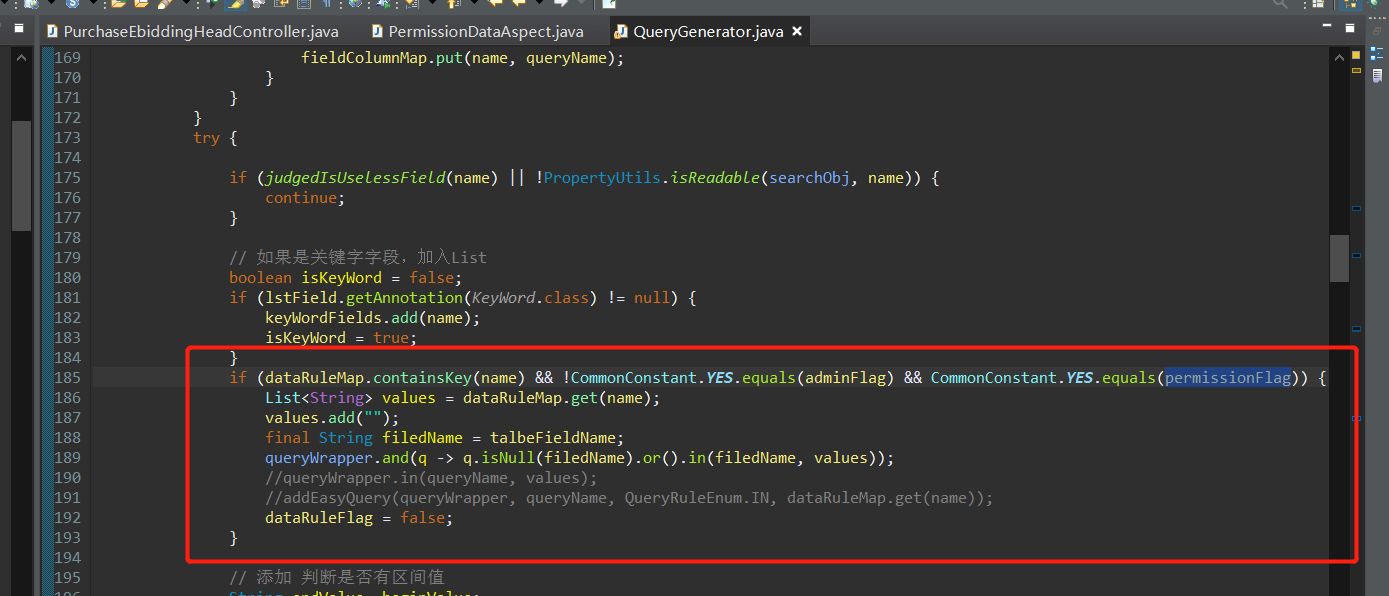 PurchaseEbiddingHeadController.java PermissionDataAspect.java QueryGenerator.java
169 fieldColumnMap.put(name, queryName);
170 }
171 }
172 }
173 try {
174
175 if (judgedIsUselessField(name) || !PropertyUtils.isReadable(searchObj, name)) {
176 continue;
177 }
178
179 // 如果是关键字字段，加入List
180 boolean isKeyWord = false;
181 if (lstField.getAnnotation(KeyWord.class) != null) {
182 keyWordFields.add(name);
183 isKeyWord = true;
184 }
185 if (dataRuleMap.containsKey(name) && !CommonConstant.YES.equals(adminFlag) && CommonConstant.YES.equals(permissionFlag)) {
186 List<String> values = dataRuleMap.get(name);
187 values.add("");
188 final String filedName = talbeFieldName;
189 queryWrapper.and(q -> q.isNull(filedName).or().in(filedName, values));
190 //queryWrapper.in(queryName, values);
191 //addEasyQuery(queryWrapper, queryName, QueryRuleEnum.IN, dataRuleMap.get(name));
192 dataRuleFlag = false;
193 }
194
195 // 添加 判断是否有区间值